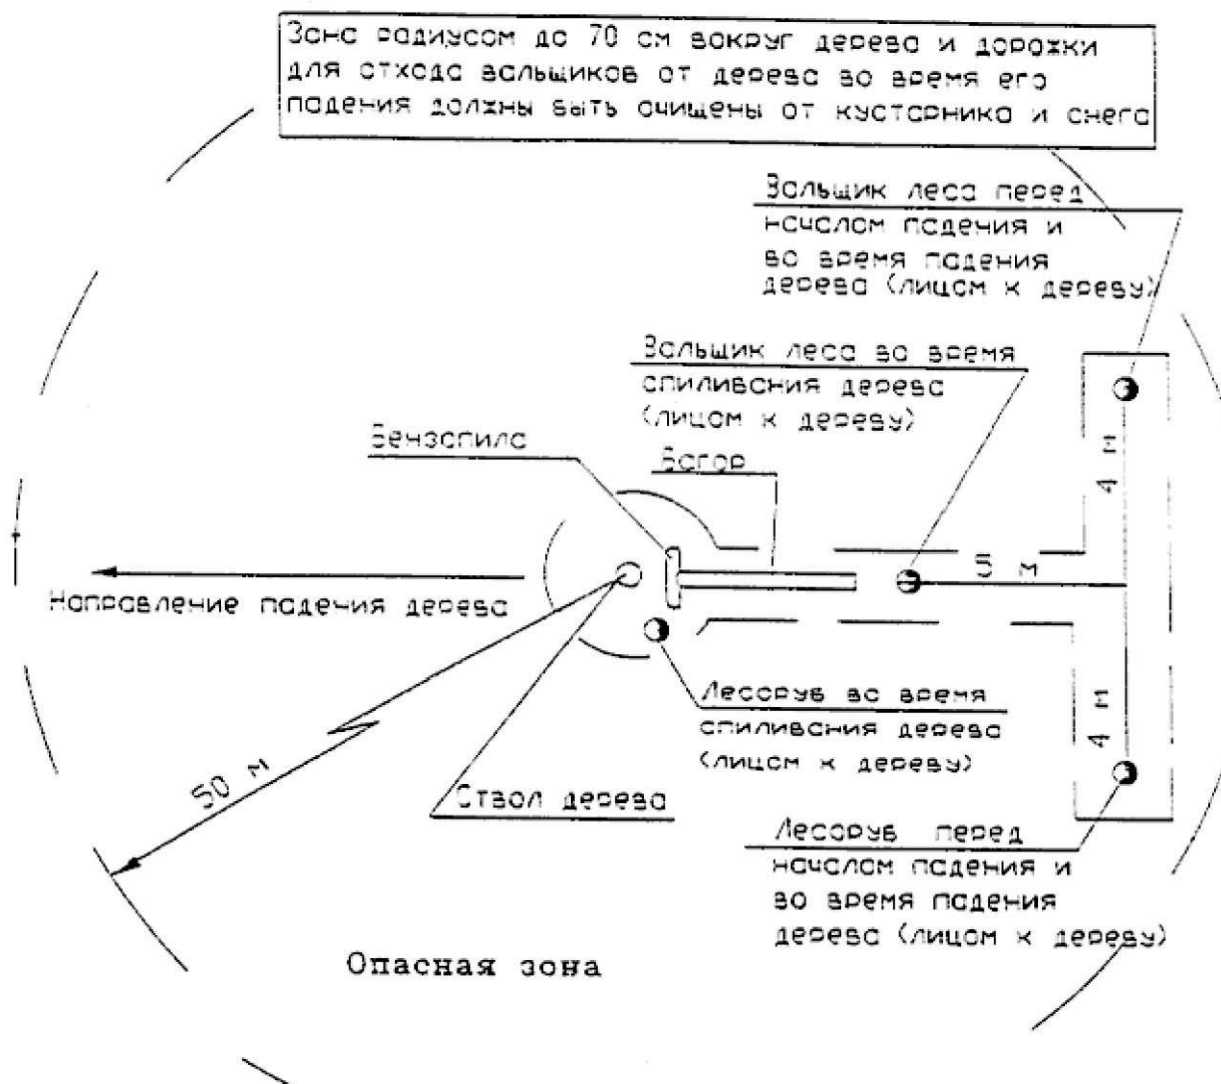 Зона радиусом до 70 см вокруг дерева и дорожки
для отхода вальщиков от дерева во время его
падения должны быть очищены от кустарника и снега
Вальщик леса перед
началом падения и
во время падения
дерева (лицом к дереву)
Вальщик леса во время
спиливания дерева
(лицом к дереву)
Бензопила
Багор
4 м
5 м
Направление падения дерева
Лесоруб во время
спиливания дерева
(лицом к дереву)
4 м
50 м
Ствол дерева
Лесоруб перед
началом падения и
во время падения
дерева (лицом к дереву)
Опасная зона